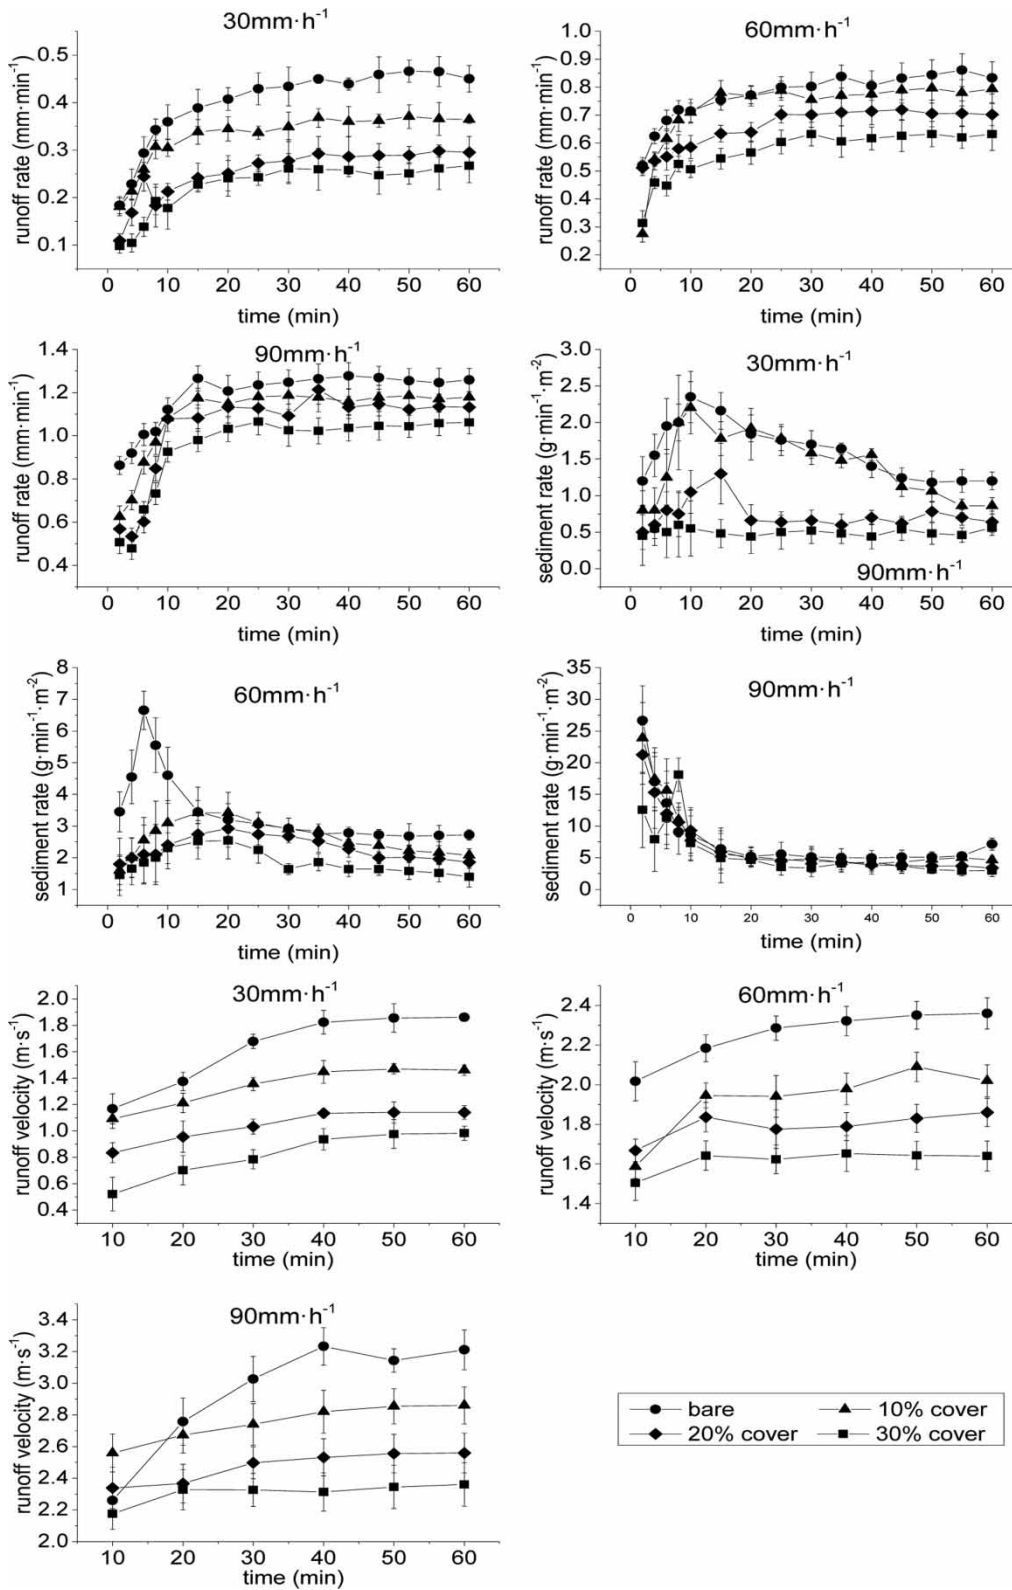 30mm·h⁻¹
runoff rate (mm·min⁻¹)
0.5
0.4
0.3
0.2
0.1
0 10 20 30 40 50 60
time (min)
60mm·h⁻¹
runoff rate (mm·min⁻¹)
1.0
0.9
0.8
0.7
0.6
0.5
0.4
0.3
0.2
0 10 20 30 40 50 60
time (min)
90mm·h⁻¹
runoff rate (mm·min⁻¹)
1.4
1.2
1.0
0.8
0.6
0.4
0 10 20 30 40 50 60
time (min)
30mm·h⁻¹
sediment rate (g·min⁻¹·m⁻²)
3.0
2.5
2.0
1.5
1.0
0.5
0.0
90mm·h⁻¹
0 10 20 30 40 50 60
time (min)
60mm·h⁻¹
sediment rate (g·min⁻¹·m⁻²)
8
7
6
5
4
3
2
1
0 10 20 30 40 50 60
time (min)
90mm·h⁻¹
sediment rate (g·min⁻¹·m⁻²)
35
30
25
20
15
10
5
0
0 10 20 30 40 50 60
time (min)
30mm·h⁻¹
runoff velocity (m·s⁻¹)
2.0
1.8
1.6
1.4
1.2
1.0
0.8
0.6
0.4
10 20 30 40 50 60
time (min)
60mm·h⁻¹
runoff velocity (m·s⁻¹)
2.4
2.2
2.0
1.8
1.6
1.4
10 20 30 40 50 60
time (min)
90mm·h⁻¹
runoff velocity (m·s⁻¹)
3.4
3.2
3.0
2.8
2.6
2.4
2.2
2.0
10 20 30 40 50 60
time (min)
bare 10% cover
20% cover 30% cover